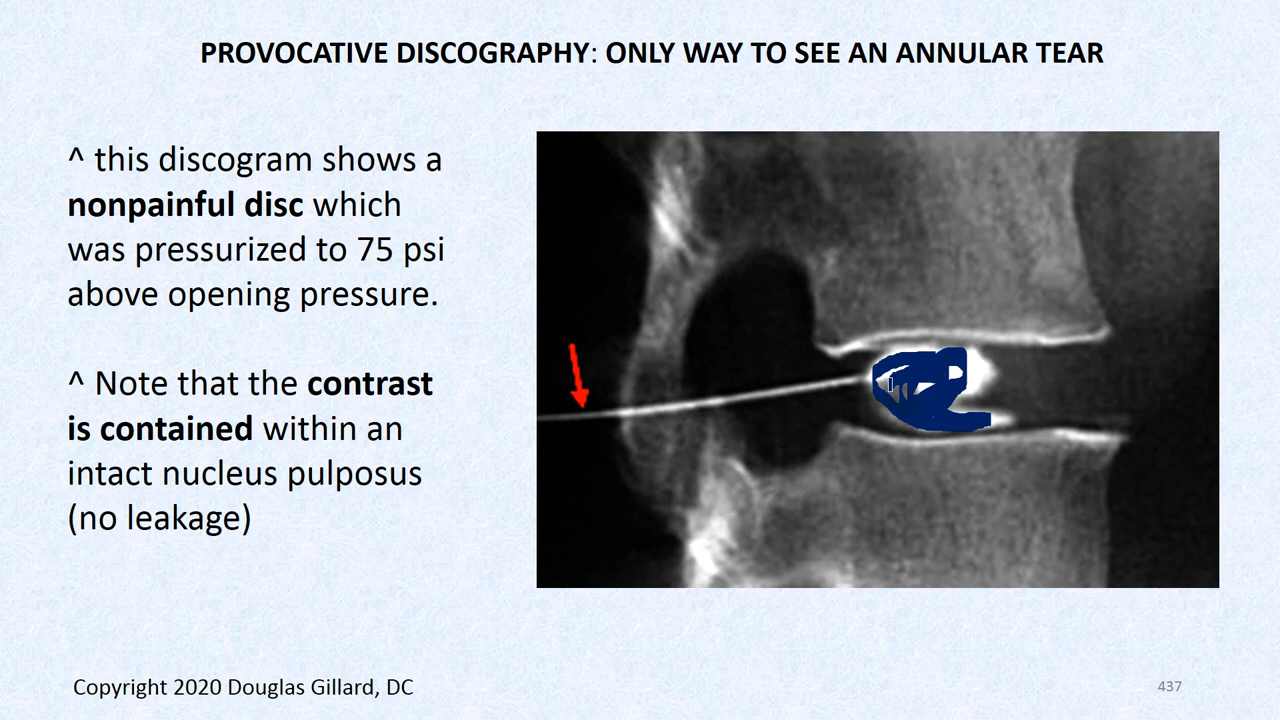 PROVOCATIVE DISCOGRAPHY: ONLY WAY TO SEE AN ANNULAR TEAR
^ this discogram shows a
nonpainful disc which
was pressurized to 75 psi
above opening pressure.
^ Note that the contrast
is contained within an
intact nucleus pulposus
(no leakage)
Copyright 2020 Douglas Gillard, DC
437